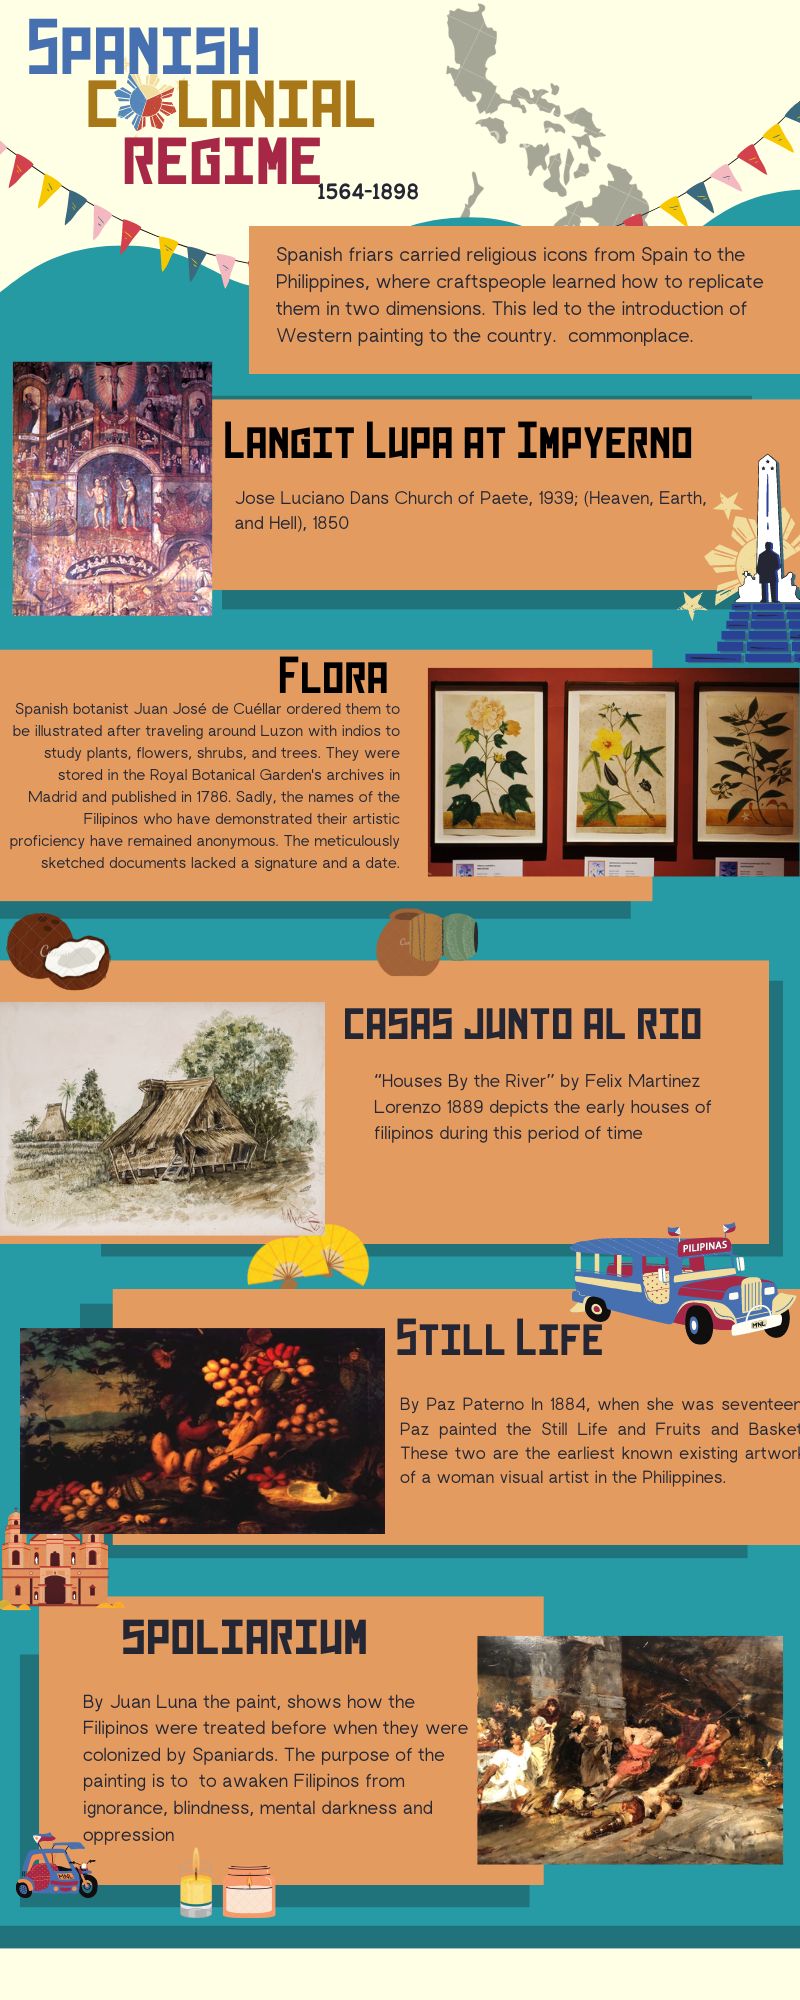 SPANISH
COLONIAL
REGIME
1564-1898
Spanish friars carried religious icons from Spain to the
Philippines, where craftspeople learned how to replicate
them in two dimensions. This led to the introduction of
Western painting to the country.  commonplace.
LANGIT LUPA AT IMPYERNO
Jose Luciano Dans Church of Paete, 1939; (Heaven, Earth,
and Hell), 1850
FLORA
Spanish botanist Juan José de Cuéllar ordered them to
be illustrated after traveling around Luzon with indios to
study plants, flowers, shrubs, and trees. They were
stored in the Royal Botanical Garden's archives in
Madrid and published in 1786. Sadly, the names of the
Filipinos who have demonstrated their artistic
proficiency have remained anonymous. The meticulously
sketched documents lacked a signature and a date.
CASAS JUNTO AL RIO
“Houses By the River” by Felix Martinez
Lorenzo 1889 depicts the early houses of
filipinos during this period of time
PILIPINAS
MNL
STILL LIFE
By Paz Paterno In 1884, when she was seventeen
Paz painted the Still Life and Fruits and Basket
These two are the earliest known existing artwork
of a woman visual artist in the Philippines.
SPOLIARIUM
By Juan Luna the paint, shows how the
Filipinos were treated before when they were
colonized by Spaniards. The purpose of the
painting is to  to awaken Filipinos from
ignorance, blindness, mental darkness and
oppression
MNL